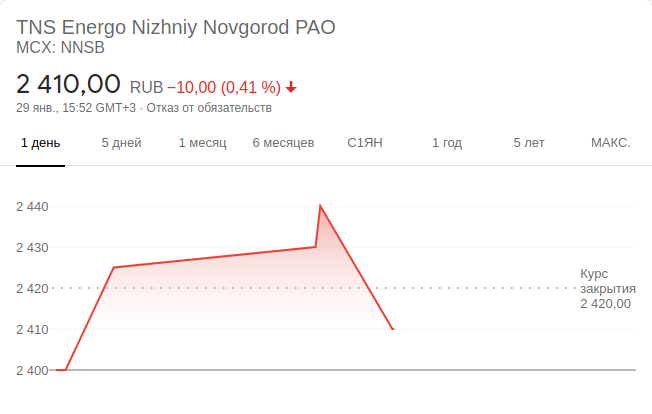 TNS Energo Nizhniy Novgorod PAO
MCX: NNSB
2 410,00 RUB −10,00 (0,41 %)
29 янв., 15:52 GMT+3 · Отказ от обязательств
1 день 5 дней 1 месяц 6 месяцев С1ЯН 1 год 5 лет МАКС.
2 440
2 430
2 420
2 410
2 400
Курс
закрытия
2 420,00